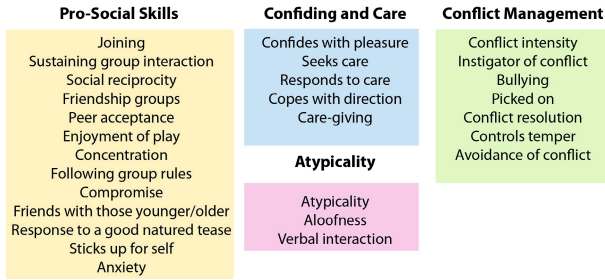 Pro-Social Skills
Joining
Sustaining group interaction
Social reciprocity
Friendship groups
Peer acceptance
Enjoyment of play
Concentration
Following group rules
Compromise
Friends with those younger/older
Response to a good natured tease
Sticks up for self
Anxiety
Confiding and Care
Confides with pleasure
Seeks care
Responds to care
Copes with direction
Care-giving
Atypicality
Atypicality
Aloofness
Verbal interaction
Conflict Management
Conflict intensity
Instigator of conflict
Bullying
Picked on
Conflict resolution
Controls temper
Avoidance of conflict